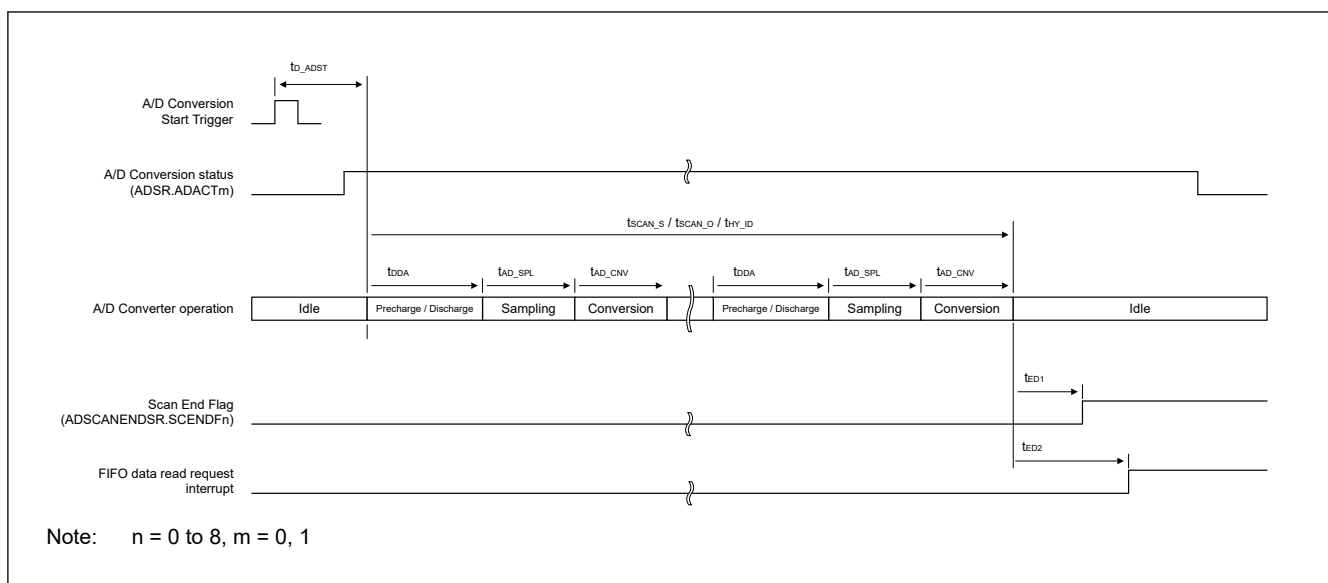 tD_ADST
A/D Conversion
Start Trigger
A/D Conversion status
(ADSR.ADACTm)
tSCAN_S / tSCAN_O / tHY_ID
tDDA tAD_SPL tAD_CNV tDDA tAD_SPL tAD_CNV
A/D Converter operation Idle Precharge / Discharge Sampling Conversion Precharge / Discharge Sampling Conversion Idle
tED1
Scan End Flag
(ADSCANENDSR.SCENDFn)
tED2
FIFO data read request
interrupt
Note: n = 0 to 8, m = 0, 1